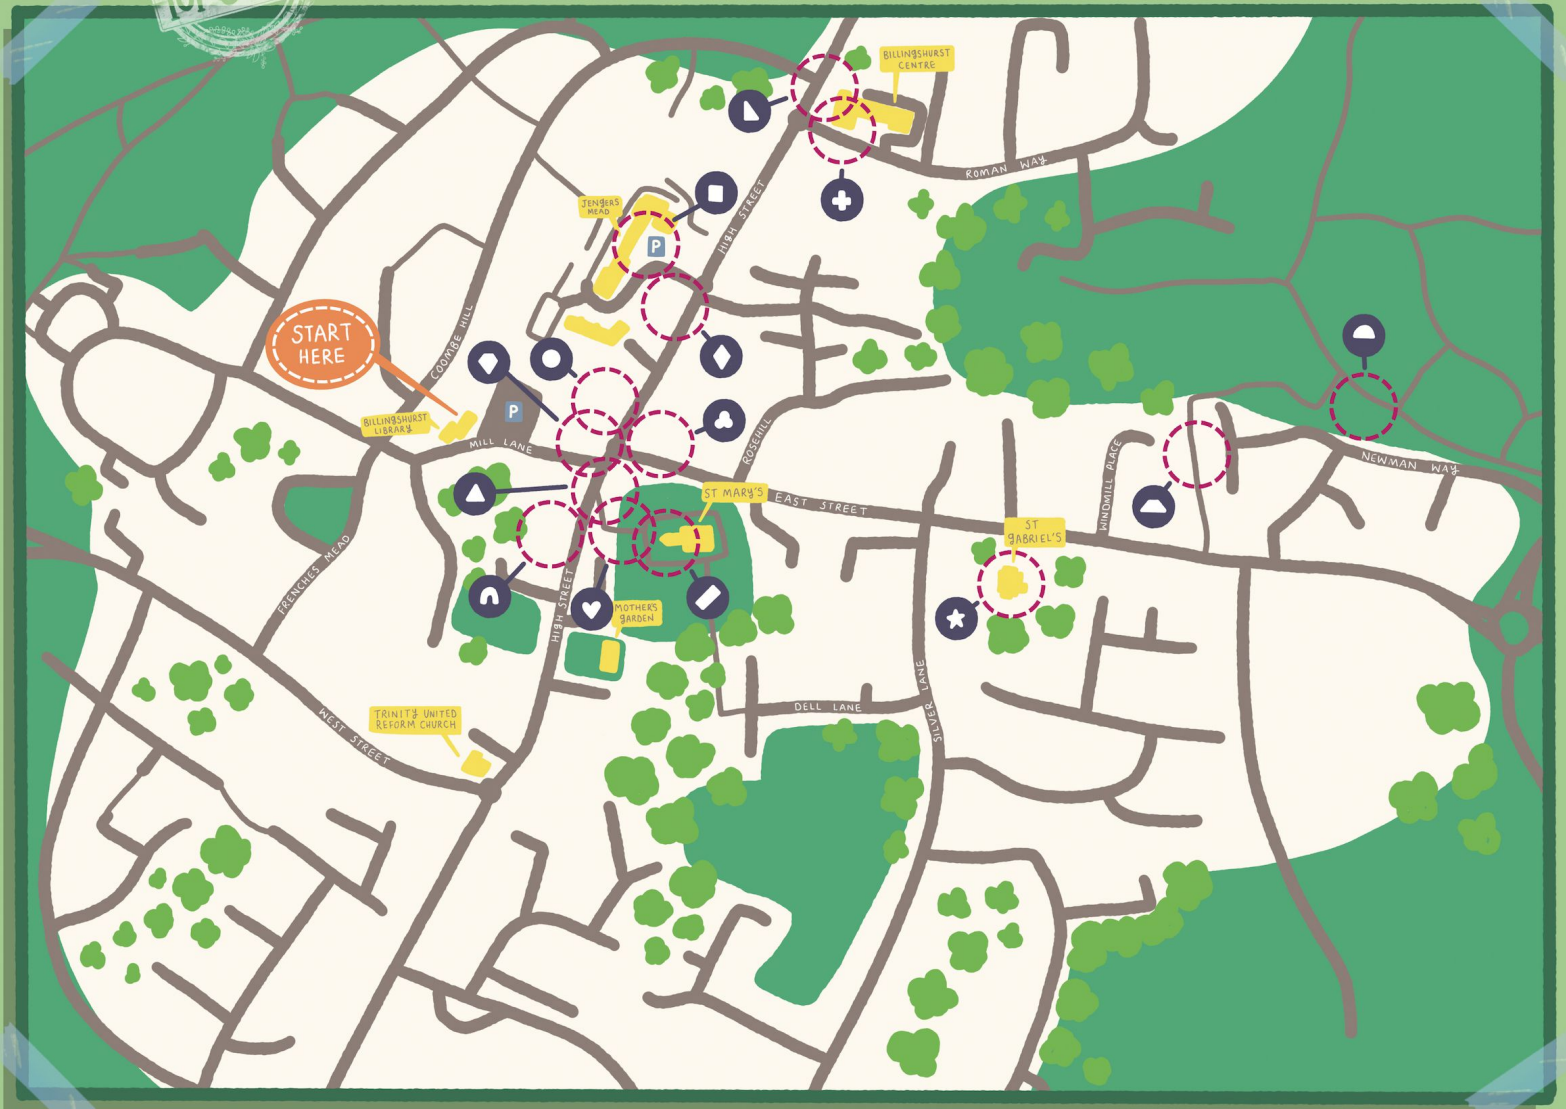 BILLINGSHURST
CENTRE
ROMAN WAY
JENGERS
MEAD
HIGH STREET
P
START
HERE
COOMBE HILL
P
BILLINGSHURST
LIBRARY
MILL LANE
ROSEHILL
ST MARY'S
EAST STREET
WINDMILL PLACE
NEWMAN WAY
ST
GABRIEL'S
FRENCHES MEAD
HIGH STREET
MOTHER'S
GARDEN
SILVER LANE
DELL LANE
TRINITY UNITED
REFORM CHURCH
WEST STREET